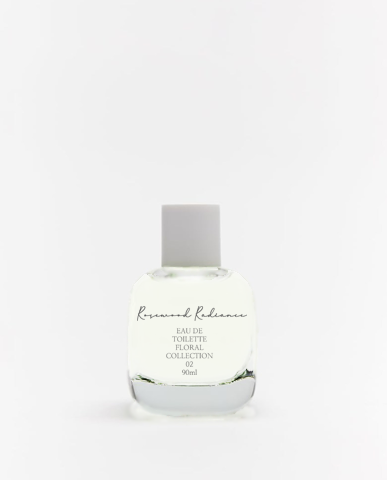 Rosewood Radiance
EAU DE
TOILETTE
FLORAL
COLLECTION
02
90ml